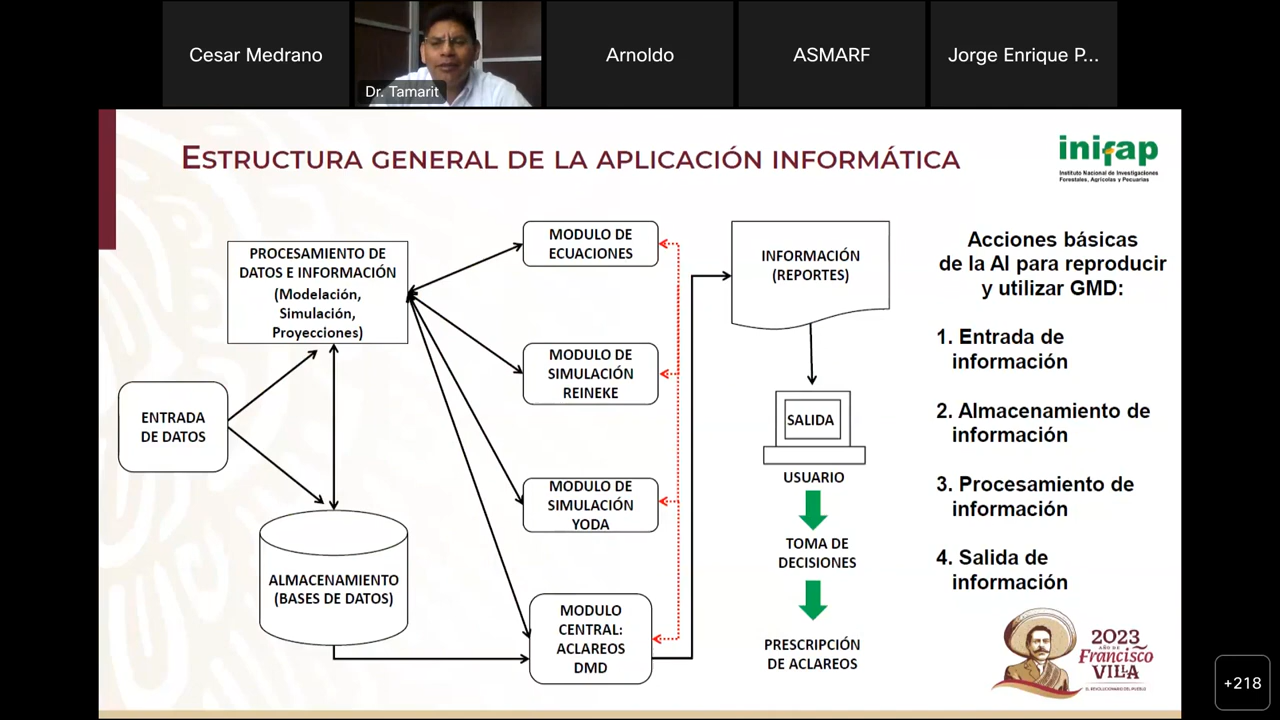 Cesar Medrano
Dr. Tamarit
Arnoldo
ASMARF
Jorge Enrique P...
ESTRUCTURA GENERAL DE LA APLICACIÓN INFORMÁTICA
inifap
Instituto Nacional de Investigaciones
Forestales, Agrícolas y Pecuarias
PROCESAMIENTO DE
DATOS E INFORMACIÓN
(Modelación,
Simulación,
Proyecciones)
ENTRADA
DE DATOS
ALMACENAMIENTO
(BASES DE DATOS)
MODULO DE
ECUACIONES
MODULO DE
SIMULACIÓN
REINEKE
MODULO DE
SIMULACIÓN
YODA
MODULO
CENTRAL:
ACLAREOS
DMD
INFORMACIÓN
(REPORTES)
SALIDA
USUARIO
TOMA DE
DECISIONES
PRESCRIPCIÓN
DE ACLAREOS
Acciones básicas
de la AI para reproducir
y utilizar GMD:
1. Entrada de
información
2. Almacenamiento de
información
3. Procesamiento de
información
4. Salida de
información
2023
AÑO DE
Francisco
VILLA
EL REVOLUCIONARIO DEL PUEBLO
+218